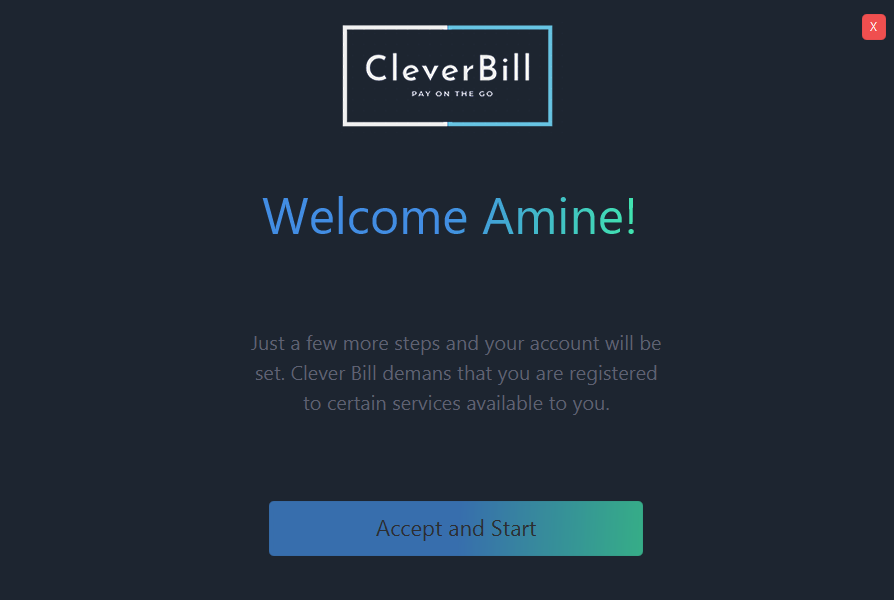 X
CleverBill
PAY ON THE GO
Welcome Amine!
Just a few more steps and your account will be
set. Clever Bill demans that you are registered
to certain services available to you.
Accept and Start